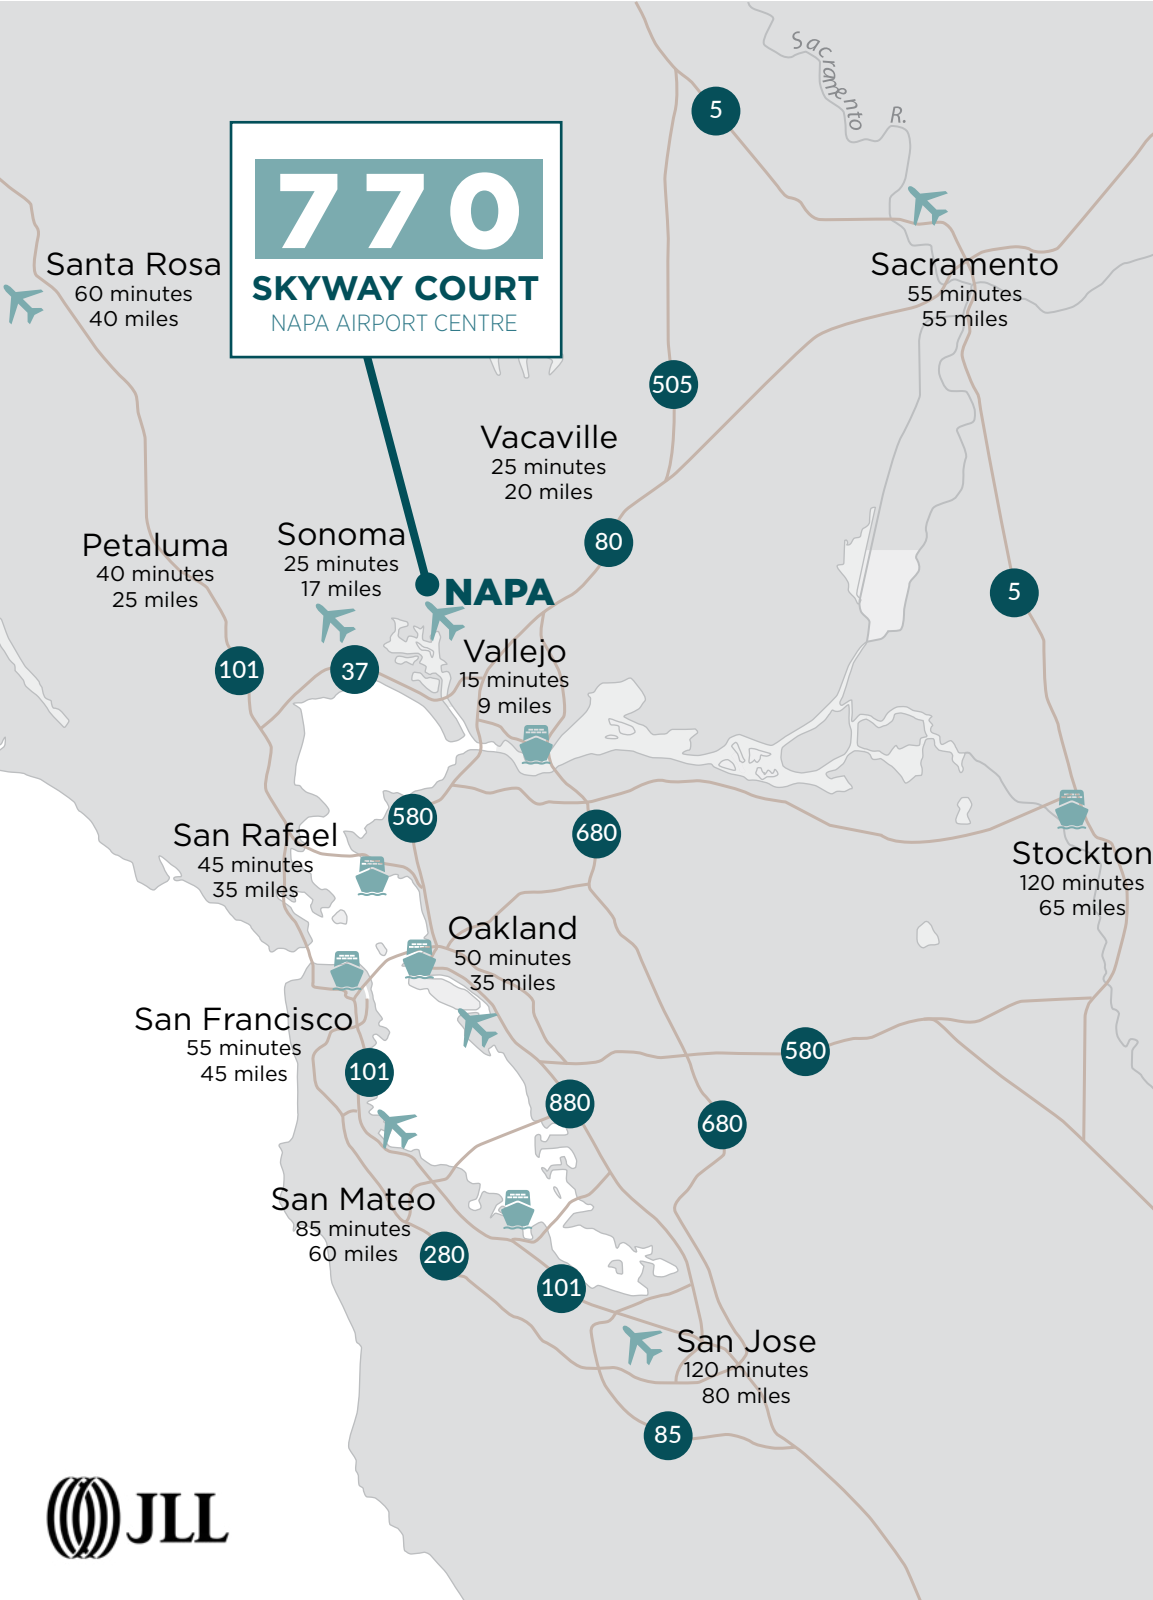 Sacramento R.
5
770
SKYWAY COURT
NAPA AIRPORT CENTRE
Santa Rosa
60 minutes
40 miles
Sacramento
55 minutes
55 miles
505
Vacaville
25 minutes
20 miles
80
Petaluma
40 minutes
25 miles
Sonoma
25 minutes
17 miles
NAPA
5
101
37
Vallejo
15 minutes
9 miles
580
680
San Rafael
45 minutes
35 miles
Stockton
120 minutes
65 miles
Oakland
50 minutes
35 miles
San Francisco
55 minutes
45 miles
580
101
880
680
San Mateo
85 minutes
60 miles
280
101
San Jose
120 minutes
80 miles
85
JLL